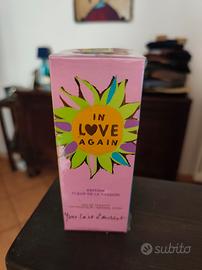 IN
LOVE
AGAIN
EDITION
FLEUR DE LA PASSION
EAU DE TOILETTE
Yves Saint Laurent
subito